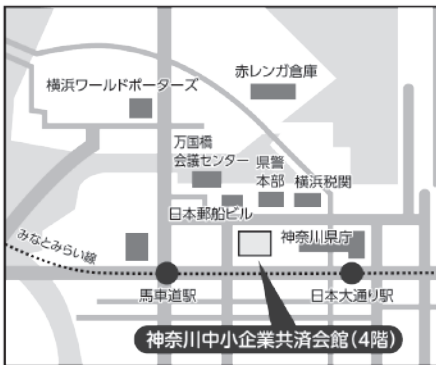 赤レンガ倉庫
横浜ワールドポーターズ
万国橋
会議センター
県警
本部
横浜税関
日本郵船ビル
神奈川県庁
みなとみらい線
馬車道駅
日本大通り駅
神奈川中小企業共済会館(4階)